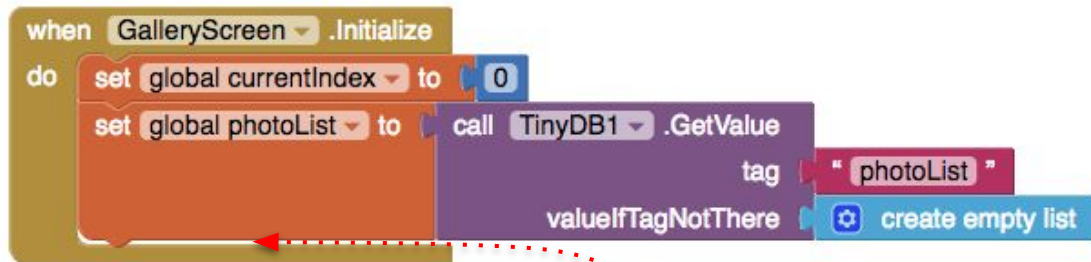 when GalleryScreen .Initialize
do set global currentIndex to 0
set global photoList to call TinyDB1 .GetValue
tag " photoList "
valueIfTagNotThere create empty list